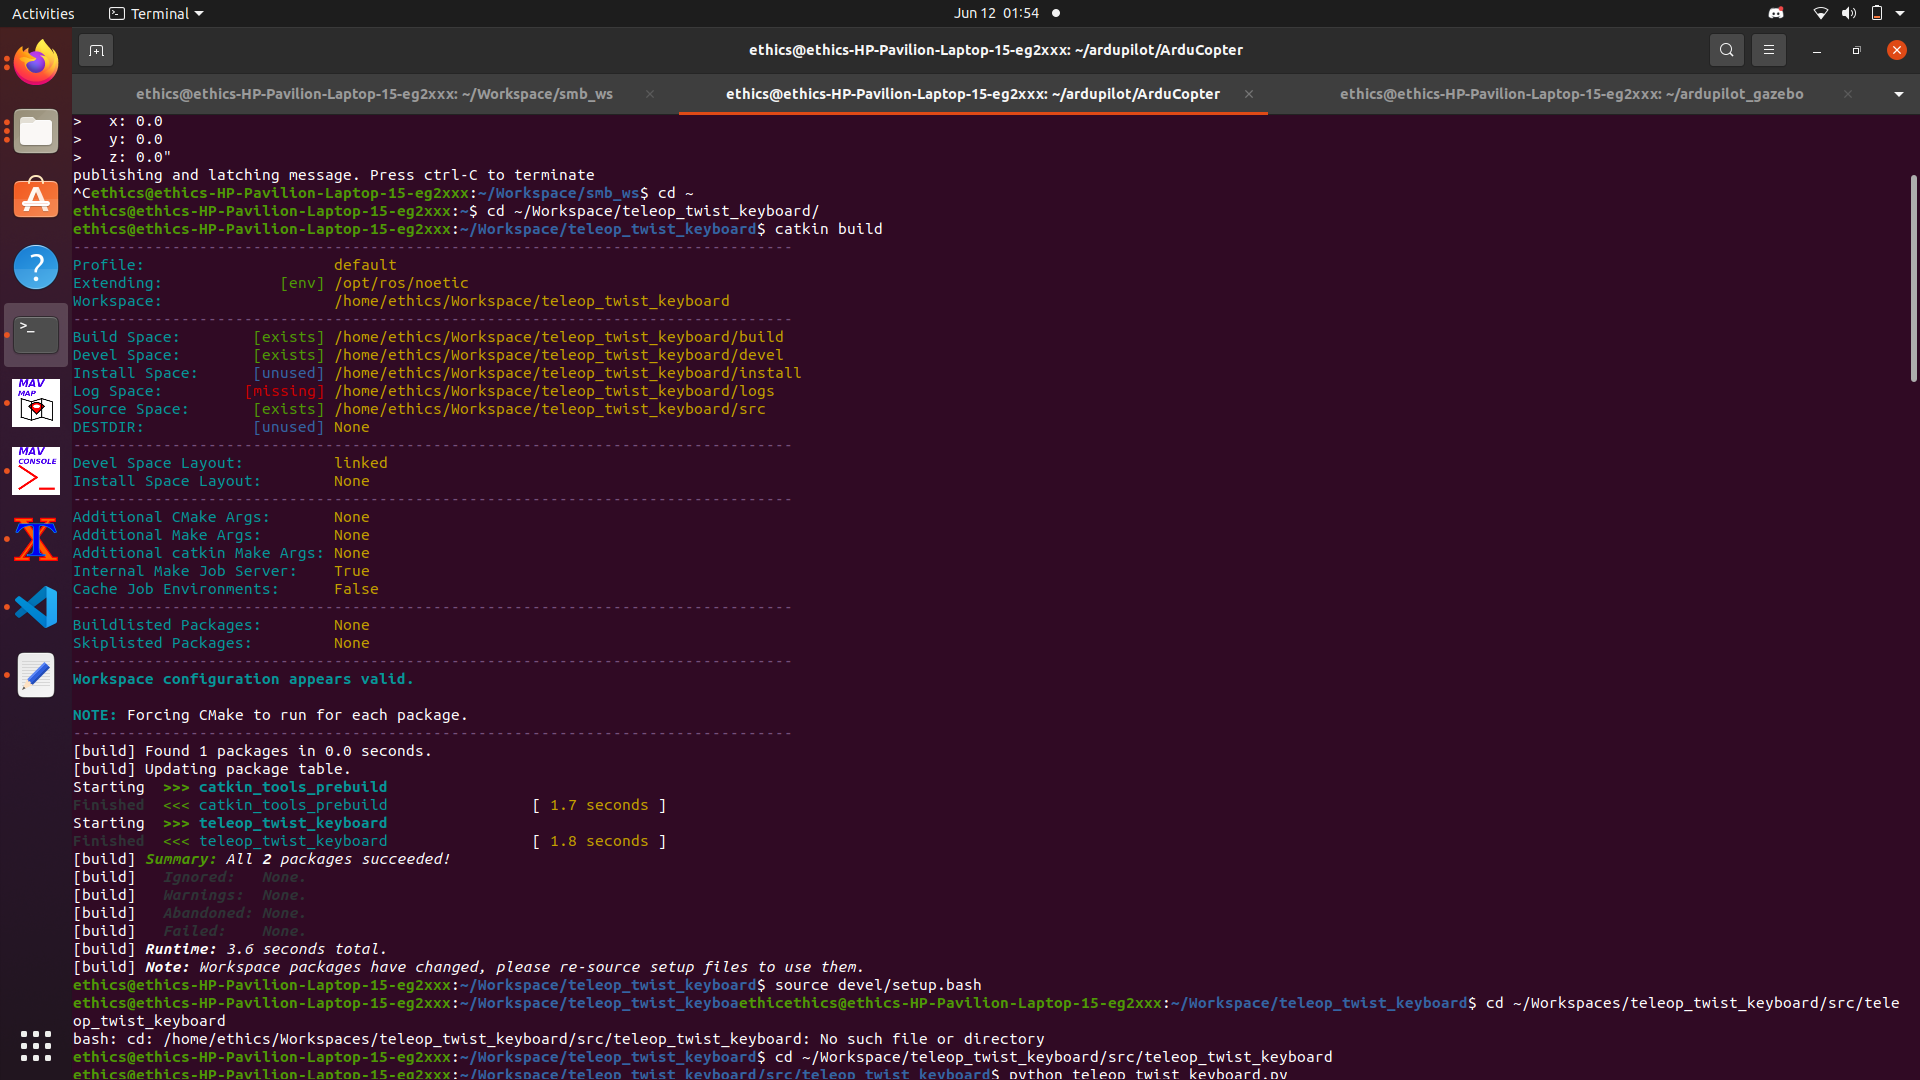 Activities Terminal Jun 12 01:54
ethics@ethics-HP-Pavilion-Laptop-15-eg2xxx: ~/ardupilot/ArduCopter
ethics@ethics-HP-Pavilion-Laptop-15-eg2xxx: ~/Workspace/smb_ws ethics@ethics-HP-Pavilion-Laptop-15-eg2xxx: ~/ardupilot/ArduCopter ethics@ethics-HP-Pavilion-Laptop-15-eg2xxx: ~/ardupilot_gazebo
MAV
MAP
MAV
CONSOLE
>   x: 0.0
>   y: 0.0
>   z: 0.0"
publishing and latching message. Press ctrl-C to terminate
^Cethics@ethics-HP-Pavilion-Laptop-15-eg2xxx:~/Workspace/smb_ws$ cd ~
ethics@ethics-HP-Pavilion-Laptop-15-eg2xxx:~$ cd ~/Workspace/teleop_twist_keyboard/
ethics@ethics-HP-Pavilion-Laptop-15-eg2xxx:~/Workspace/teleop_twist_keyboard$ catkin build
--------------------------------------------------------------------------------
Profile:                     default
Extending:             [env] /opt/ros/noetic
Workspace:                   /home/ethics/Workspace/teleop_twist_keyboard
--------------------------------------------------------------------------------
Build Space:        [exists] /home/ethics/Workspace/teleop_twist_keyboard/build
Devel Space:        [exists] /home/ethics/Workspace/teleop_twist_keyboard/devel
Install Space:      [unused] /home/ethics/Workspace/teleop_twist_keyboard/install
Log Space:         [missing] /home/ethics/Workspace/teleop_twist_keyboard/logs
Source Space:       [exists] /home/ethics/Workspace/teleop_twist_keyboard/src
DESTDIR:            [unused] None
--------------------------------------------------------------------------------
Devel Space Layout:          linked
Install Space Layout:        None
--------------------------------------------------------------------------------
Additional CMake Args:       None
Additional Make Args:        None
Additional catkin Make Args: None
Internal Make Job Server:    True
Cache Job Environments:      False
--------------------------------------------------------------------------------
Buildlisted Packages:        None
Skiplisted Packages:         None
--------------------------------------------------------------------------------
Workspace configuration appears valid.
NOTE: Forcing CMake to run for each package.
--------------------------------------------------------------------------------
[build] Found 1 packages in 0.0 seconds.
[build] Updating package table.
Starting  >>> catkin_tools_prebuild
Finished  <<< catkin_tools_prebuild                [ 1.7 seconds ]
Starting  >>> teleop_twist_keyboard
Finished  <<< teleop_twist_keyboard                [ 1.8 seconds ]
[build] Summary: All 2 packages succeeded!
[build]   Ignored:   None.
[build]   Warnings:  None.
[build]   Abandoned: None.
[build]   Failed:    None.
[build] Runtime: 3.6 seconds total.
[build] Note: Workspace packages have changed, please re-source setup files to use them.
ethics@ethics-HP-Pavilion-Laptop-15-eg2xxx:~/Workspace/teleop_twist_keyboard$ source devel/setup.bash
ethics@ethics-HP-Pavilion-Laptop-15-eg2xxx:~/Workspace/teleop_twist_keyboaethicethics@ethics-HP-Pavilion-Laptop-15-eg2xxx:~/Workspace/teleop_twist_keyboard$ cd ~/Workspaces/teleop_twist_keyboard/src/tele
op_twist_keyboard
bash: cd: /home/ethics/Workspaces/teleop_twist_keyboard/src/teleop_twist_keyboard: No such file or directory
ethics@ethics-HP-Pavilion-Laptop-15-eg2xxx:~/Workspace/teleop_twist_keyboard$ cd ~/Workspace/teleop_twist_keyboard/src/teleop_twist_keyboard
ethics@ethics-HP-Pavilion-Laptop-15-eg2xxx:~/Workspace/teleop_twist_keyboard/src/teleop_twist_keyboard$ python teleop_twist_keyboard.py